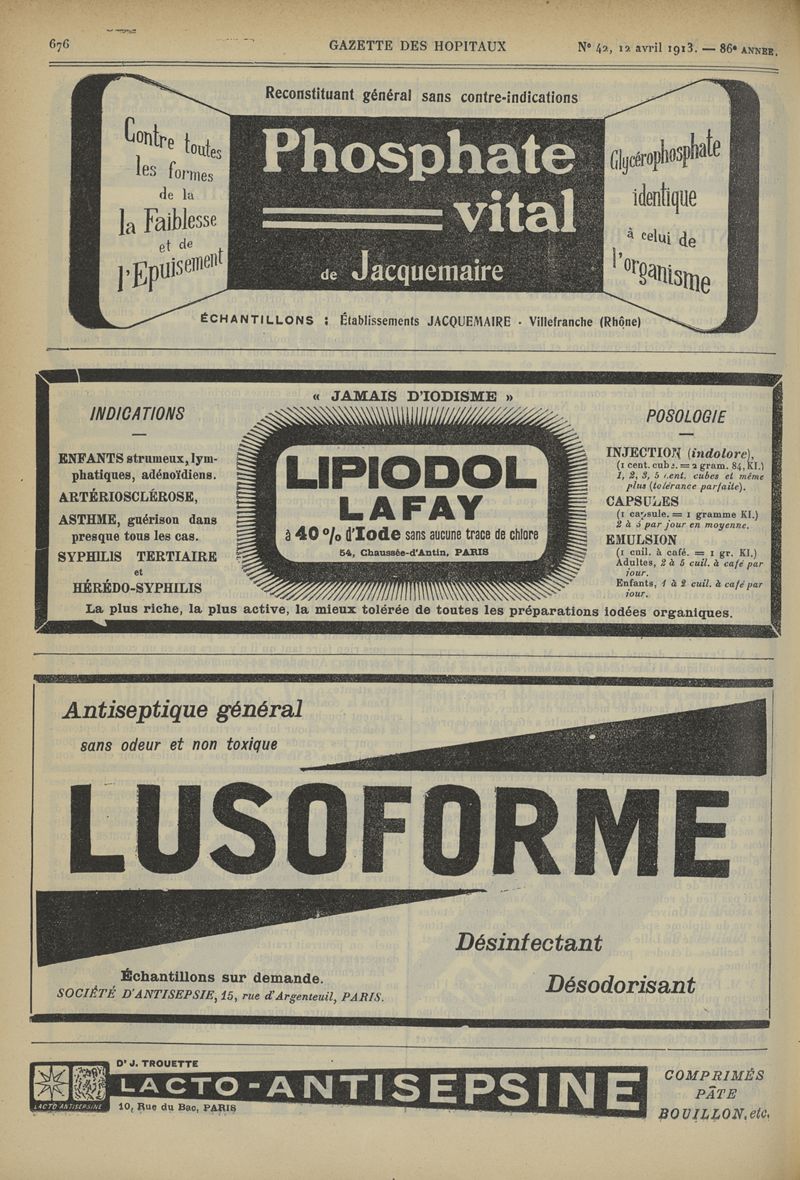 676
GAZETTE DES HOPITAUX
N° 42, 12 avril 1913. — 86e ANNEE.
Reconstituant général sans contre-indications
Contre toutes
les formes
de la
la Faiblesse
et de
l'Epuisement
Phosphate
vital
de Jacquemaire
Glycérophosphate
identique
à celui de
l'organisme
ÉCHANTILLONS : Établissements JACQUEMAIRE - Villefranche (Rhône)
« JAMAIS D'IODISME »
INDICATIONS
ENFANTS strumeux, lym-
phatiques, adénoïdiens.
ARTÉRIOSCLÉROSE,
ASTHME, guérison dans
presque tous les cas.
SYPHILIS TERTIAIRE
et
HÉRÉDO-SYPHILIS
LIPIODOL
LAFAY
à 40 % d'Iode sans aucune trace de chlore
54, Chaussée-d'Antin, PARIS
POSOLOGIE
INJECTION (indolore),
(1 cent. cube. = 2 gram. 84, KI.)
1, 2, 3, 5 cent. cubes et même
plus (tolérance parfaite).
CAPSULES
(1 capsule. = 1 gramme KI.)
2 à 5 par jour en moyenne.
EMULSION
(1 cuil. à café. = 1 gr. KI.)
Adultes, 2 à 5 cuil. à café par
jour.
Enfants, 1 à 2 cuil. à café par
jour.
La plus riche, la plus active, la mieux tolérée de toutes les préparations iodées organiques.
Antiseptique général
sans odeur et non toxique
LUSOFORME
Désinfectant
Désodorisant
Échantillons sur demande.
SOCIÉTÉ D'ANTISEPSIE, 15, rue d'Argenteuil, PARIS.
Dr J. TROUETTE
LACTO-ANTISEPSINE
LACTO ANTISEPSINE
10, Rue du Bac, PARIS
COMPRIMÉS
PÂTE
BOUILLON, etc.